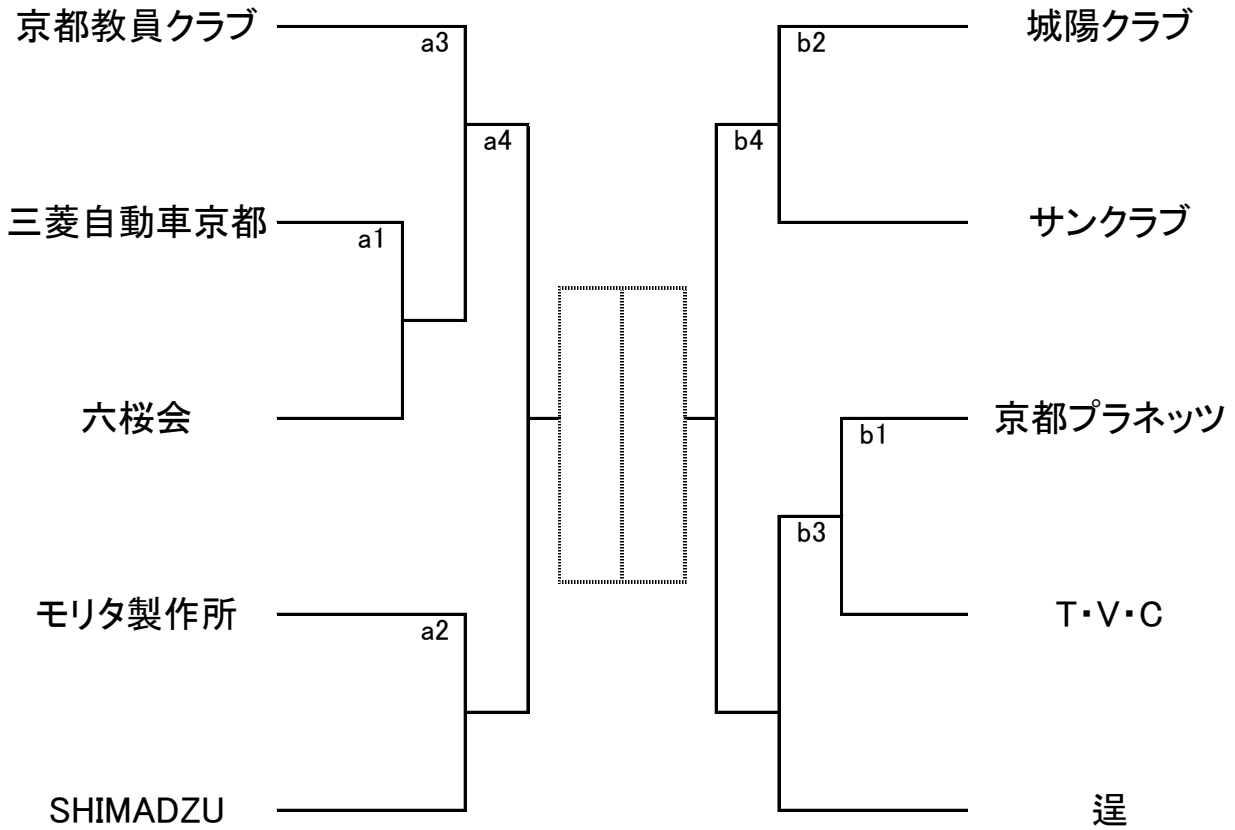 京都教員クラブ
a3
b2
城陽クラブ
a4
b4
三菱自動車京都
a1
サンクラブ
六桜会
b1
京都プラネッツ
b3
モリタ製作所
a2
T・V・C
SHIMADZU
逞